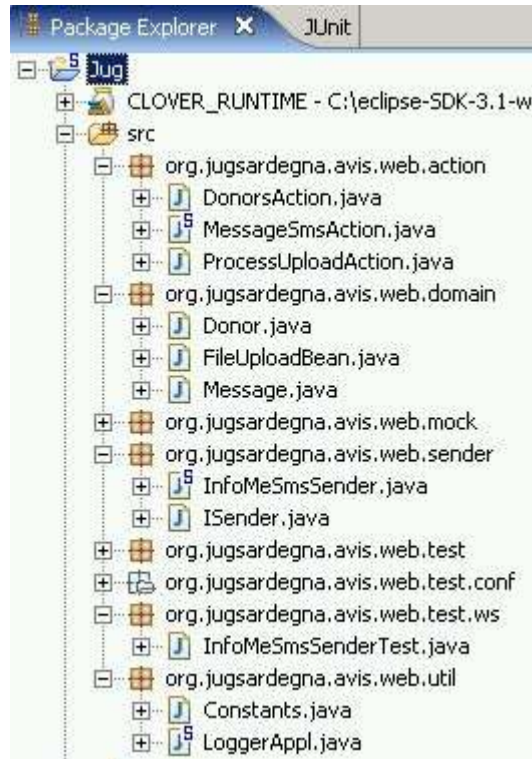 Package Explorer JUnit
Jug
CLOVER_RUNTIME - C:\eclipse-SDK-3.1-w
src
org.jugsardegna.avis.web.action
DonorsAction.java
MessageSmsAction.java
ProcessUploadAction.java
org.jugsardegna.avis.web.domain
Donor.java
FileUploadBean.java
Message.java
org.jugsardegna.avis.web.mock
org.jugsardegna.avis.web.sender
InfoMeSmsSender.java
ISender.java
org.jugsardegna.avis.web.test
org.jugsardegna.avis.web.test.conf
org.jugsardegna.avis.web.test.ws
InfoMeSmsSenderTest.java
org.jugsardegna.avis.web.util
Constants.java
LoggerAppl.java